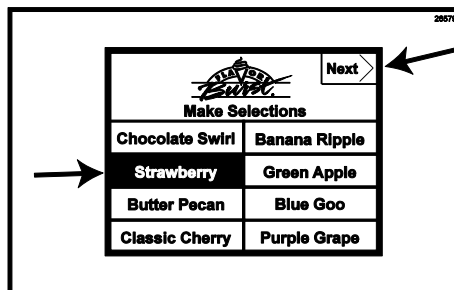 2657
Next
FLAVOR
Burst
Make Selections
Chocolate Swirl
Banana Ripple
Strawberry
Green Apple
Butter Pecan
Blue Goo
Classic Cherry
Purple Grape